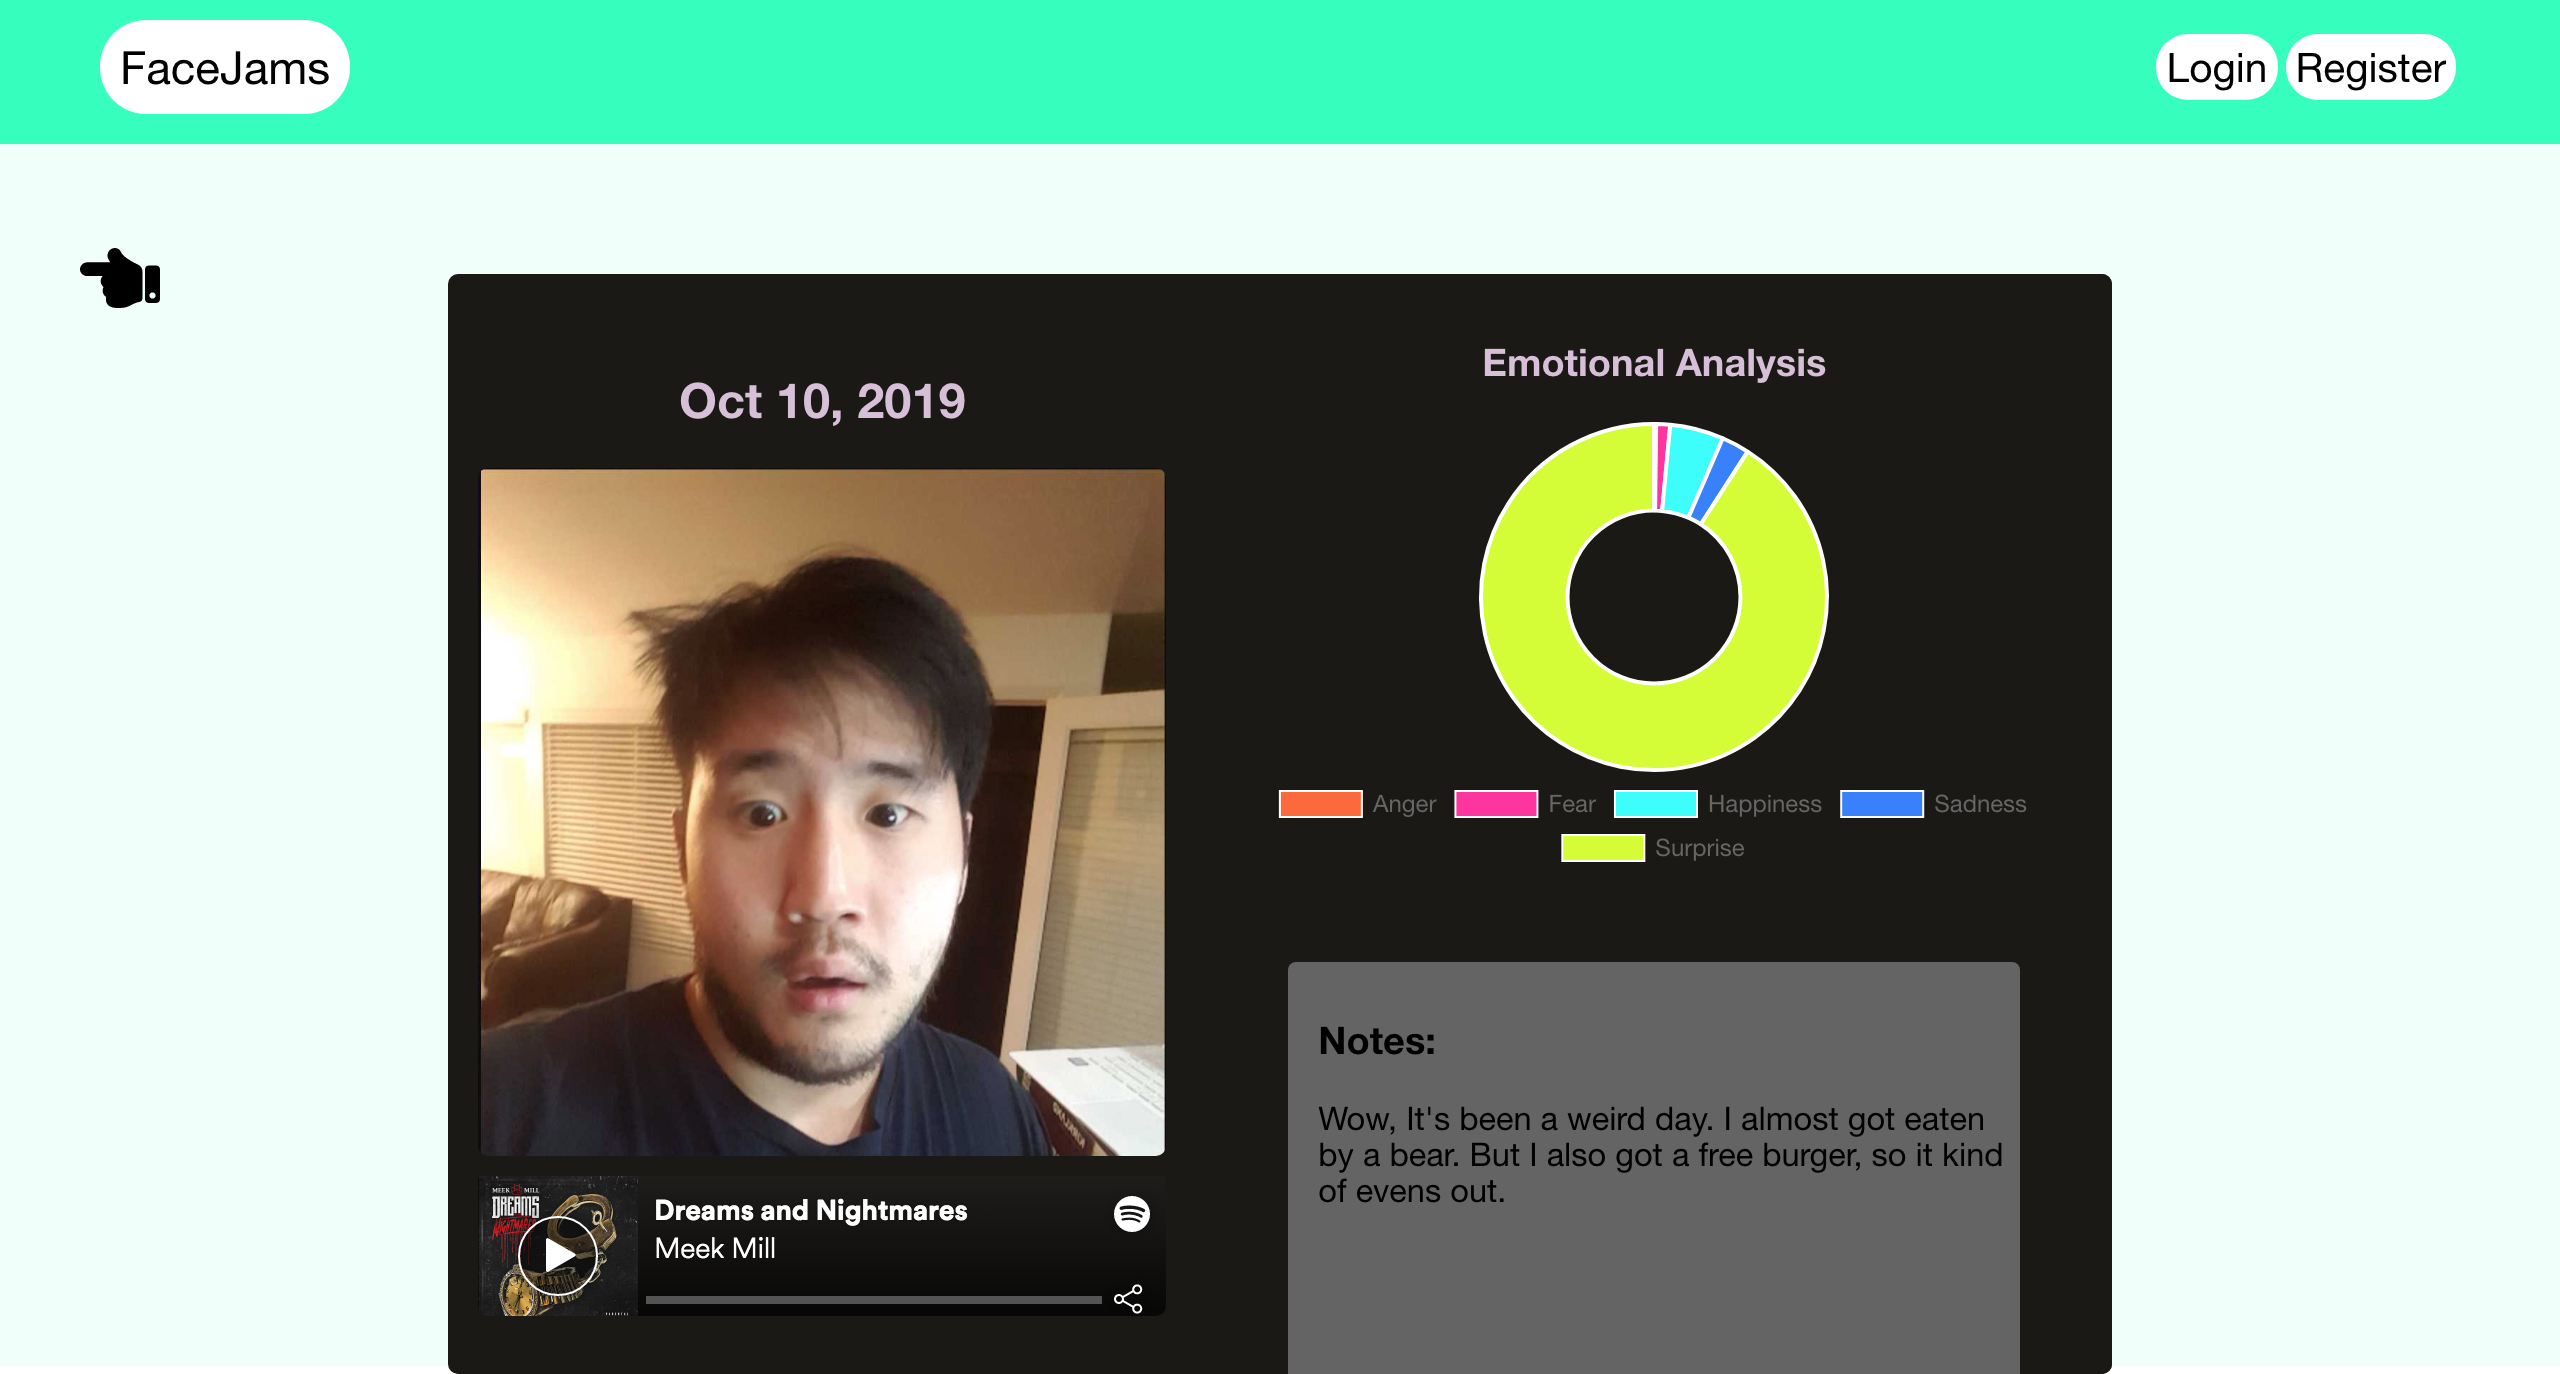 FaceJams
Login
Register
Oct 10, 2019
Emotional Analysis
Anger
Fear
Happiness
Sadness
Surprise
Notes:
Wow, It's been a weird day. I almost got eaten
by a bear. But I also got a free burger, so it kind
of evens out.
MEEK MILL
DREAMS
NIGHTMARES
Dreams and Nightmares
Meek Mill